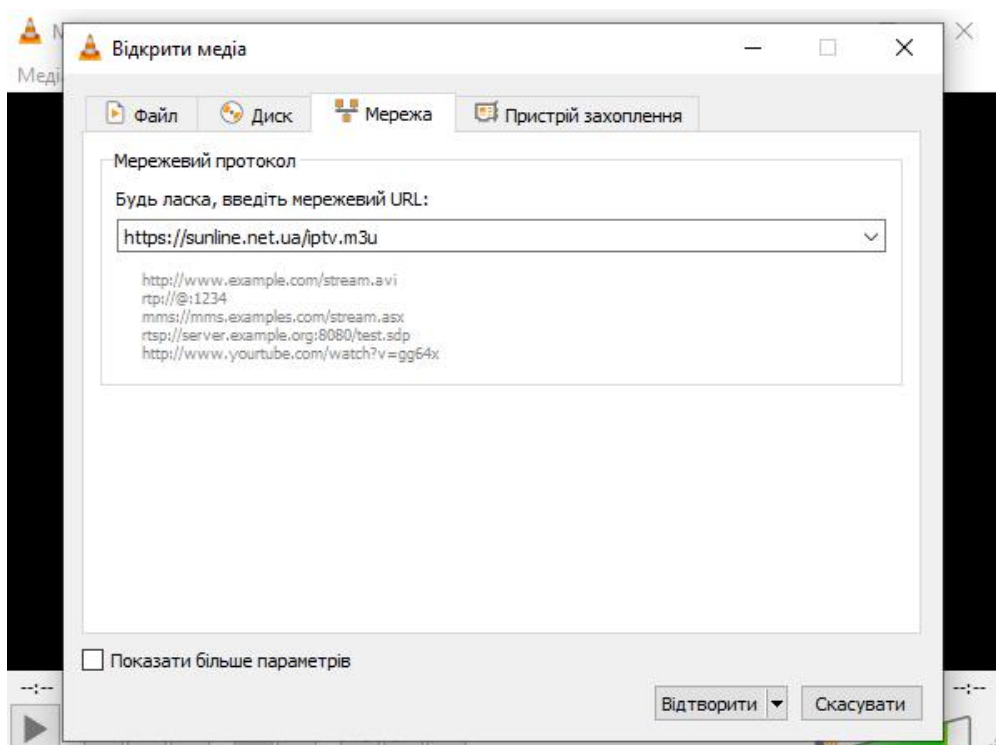 Відкрити медіа
Меді
Файл
Диск
Мережа
Пристрій захоплення
Мережевий протокол
Будь ласка, введіть мережевий URL:
https://sunline.net.ua/iptv.m3u
http://www.example.com/stream.avi
rtp://@:1234
mms://mms.examples.com/stream.asx
rtsp://server.example.org:8080/test.sdp
http://www.yourtube.com/watch?v=gg64x
Показати більше параметрів
--:--
--:--
Відтворити
Скасувати